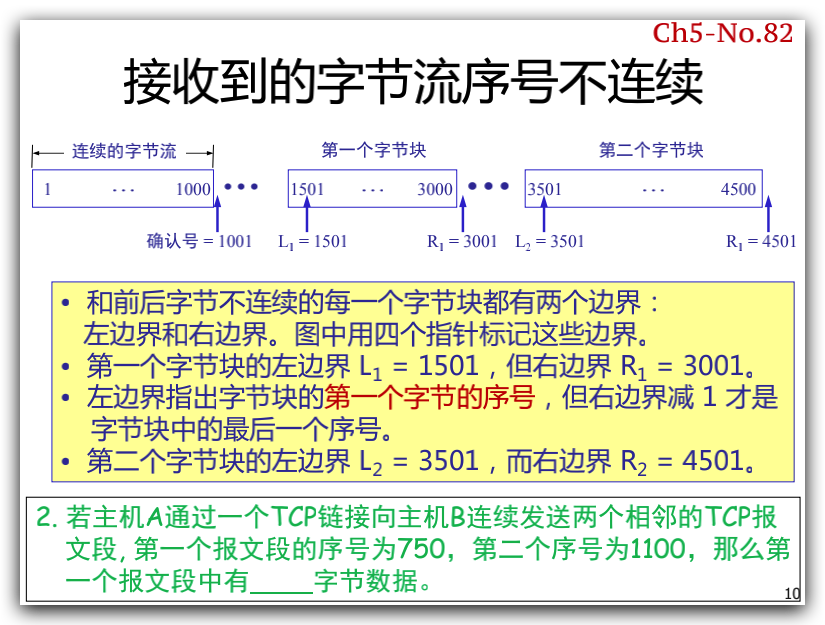 Ch5-No.82
接收到的字节流序号不连续
连续的字节流 第一个字节块 第二个字节块
1 … 1000 ••• 1501 … 3000 ••• 3501 … 4500
确认号 = 1001 L1 = 1501 R1 = 3001 L2 = 3501 R1 = 4501
• 和前后字节不连续的每一个字节块都有两个边界：
左边界和右边界。图中用四个指针标记这些边界。
• 第一个字节块的左边界 L1 = 1501，但右边界 R1 = 3001。
• 左边界指出字节块的第一个字节的序号，但右边界减 1 才是
字节块中的最后一个序号。
• 第二个字节块的左边界 L2 = 3501，而右边界 R2 = 4501。
2. 若主机A通过一个TCP链接向主机B连续发送两个相邻的TCP报
文段, 第一个报文段的序号为750，第二个序号为1100，那么第
一个报文段中有____字节数据。
10